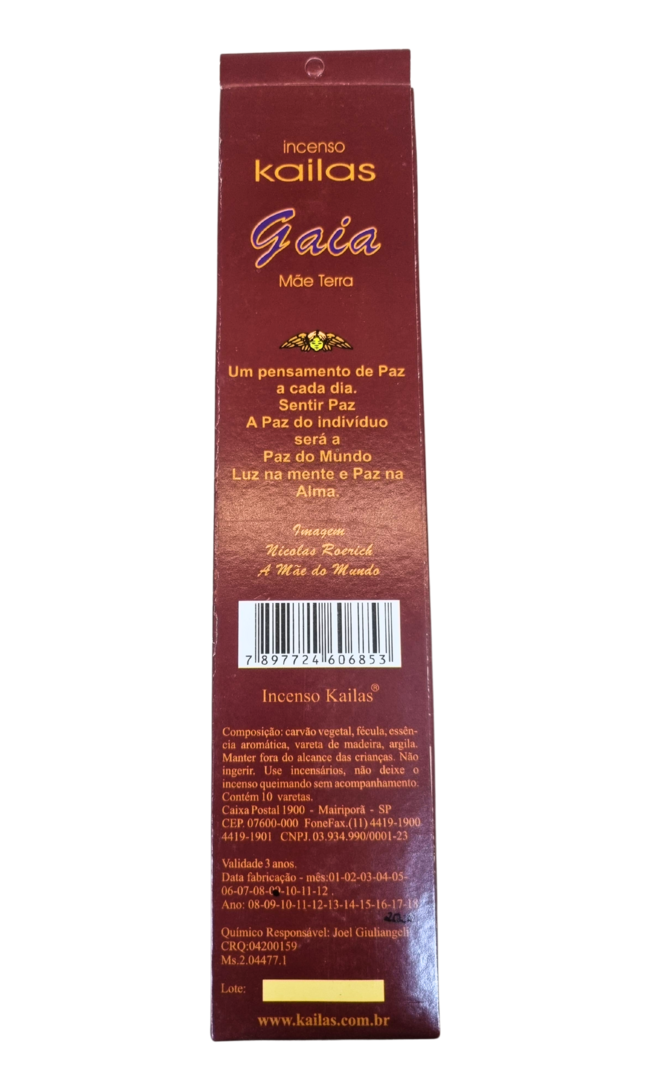 incenso
kailas
Gaia
Mãe Terra
Um pensamento de Paz
a cada dia.
Sentir Paz
A Paz do indivíduo
será a
Paz do Mundo
Luz na mente e Paz na
Alma.
Imagem
Nicolas Roerich
A Mãe do Mundo
7 897724 606853
Incenso Kailas®
Composição: carvão vegetal, fécula, essên-
cia aromática, vareta de madeira, argila.
Manter fora do alcance das crianças. Não
ingerir. Use incensários, não deixe o
incenso queimando sem acompanhamento.
Contém 10 varetas.
Caixa Postal 1900 - Mairiporã - SP
CEP. 07600-000 FoneFax.(11) 4419-1900
4419-1901 CNPJ. 03.934.990/0001-23
Validade 3 anos.
Data fabricação - mês:01-02-03-04-05-
06-07-08-09-10-11-12 .
Ano: 08-09-10-11-12-13-14-15-16-17-18
Químico Responsável: Joel Giuliangeli
CRQ:04200159
Ms.2.04477.1
Lote:
www.kailas.com.br